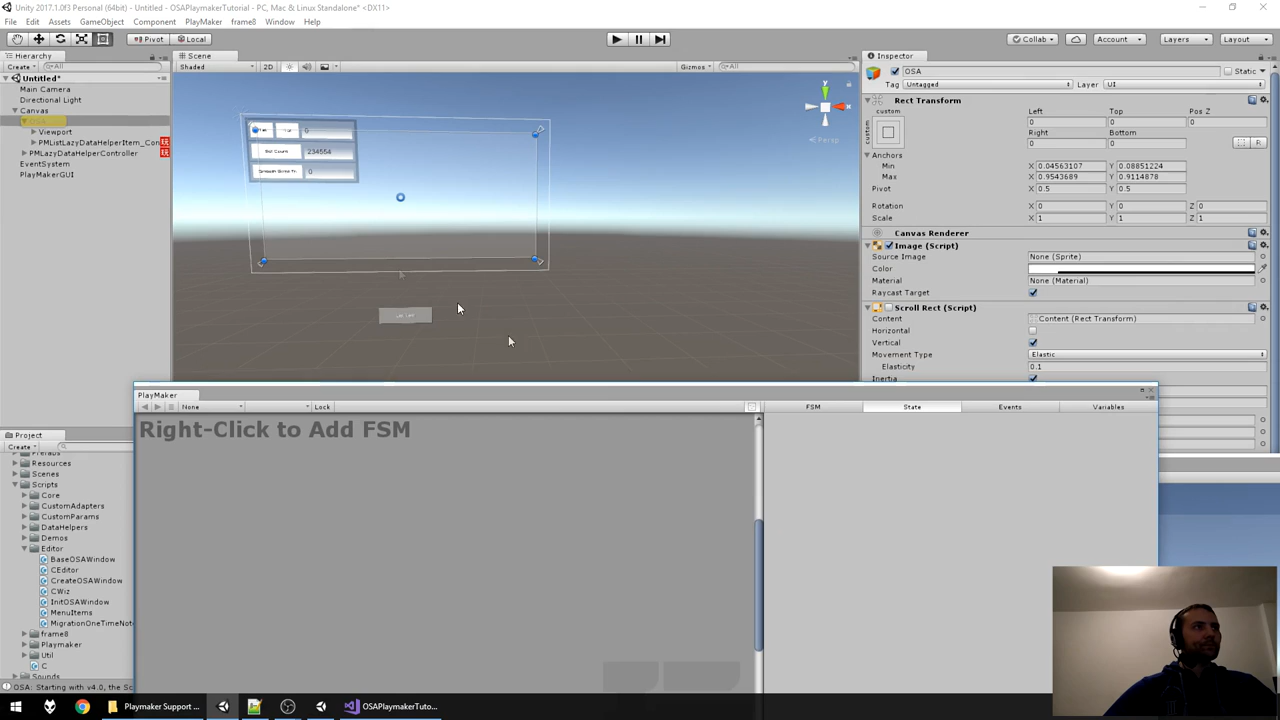 Unity 2017.1.0f3 Personal (64bit) - Untitled - OSAPlaymakerTutorial - PC, Mac & Linux Standalone* <DX11>
File Edit Assets GameObject Component PlayMaker frame8 Window Help
Pivot Local Collab Account Layers Layout
Hierarchy
Create All
Untitled*
Main Camera
Directional Light
Canvas
OSA
Viewport
PMListLazyDataHelperItem_Con
PMLazyDataHelperController
EventSystem
PlayMakerGUI
Scene
Shaded 2D Gizmos All
0
Set Count 234554
0
y
x
Persp
Inspector
OSA Static
Tag Untagged Layer UI
Rect Transform
custom Left Top Pos Z
custom 0 0 0
Right Bottom
0 0 R
Anchors
Min X 0.04563107 Y 0.08851224
Max X 0.9543689 Y 0.9114878
Pivot X 0.5 Y 0.5
Rotation X 0 Y 0 Z 0
Scale X 1 Y 1 Z 1
Canvas Renderer
Image (Script)
Source Image None (Sprite)
Color
Material None (Material)
Raycast Target
Scroll Rect (Script)
Content Content (Rect Transform)
Horizontal
Vertical
Movement Type Elastic
Elasticity 0.1
Inertia
PlayMaker
None Lock FSM State Events Variables
Right-Click to Add FSM
Project
Create
Prefabs
Resources
Scenes
Scripts
Core
CustomAdapters
CustomParams
DataHelpers
Demos
Editor
BaseOSAWindow
CEditor
CreateOSAWindow
CWiz
InitOSAWindow
MenuItems
MigrationOneTimeNot
frame8
Playmaker
Util
C
Sounds
OSA: Starting with v4.0, the Sc
Playmaker Support ... OSAPlaymakerTuto...